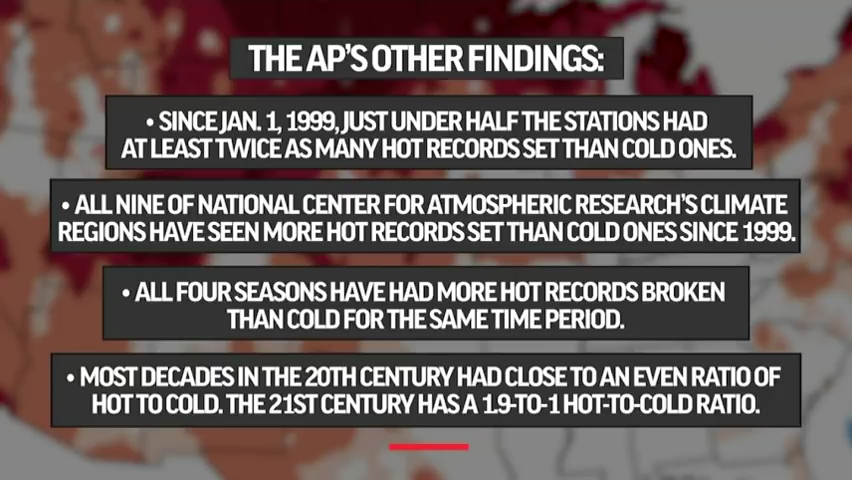 THE AP'S OTHER FINDINGS:
• SINCE JAN. 1, 1999, JUST UNDER HALF THE STATIONS HAD
AT LEAST TWICE AS MANY HOT RECORDS SET THAN COLD ONES.
• ALL NINE OF NATIONAL CENTER FOR ATMOSPHERIC RESEARCH'S CLIMATE
REGIONS HAVE SEEN MORE HOT RECORDS SET THAN COLD ONES SINCE 1999.
• ALL FOUR SEASONS HAVE HAD MORE HOT RECORDS BROKEN
THAN COLD FOR THE SAME TIME PERIOD.
• MOST DECADES IN THE 20TH CENTURY HAD CLOSE TO AN EVEN RATIO OF
HOT TO COLD. THE 21ST CENTURY HAS A 1.9-TO-1 HOT-TO-COLD RATIO.